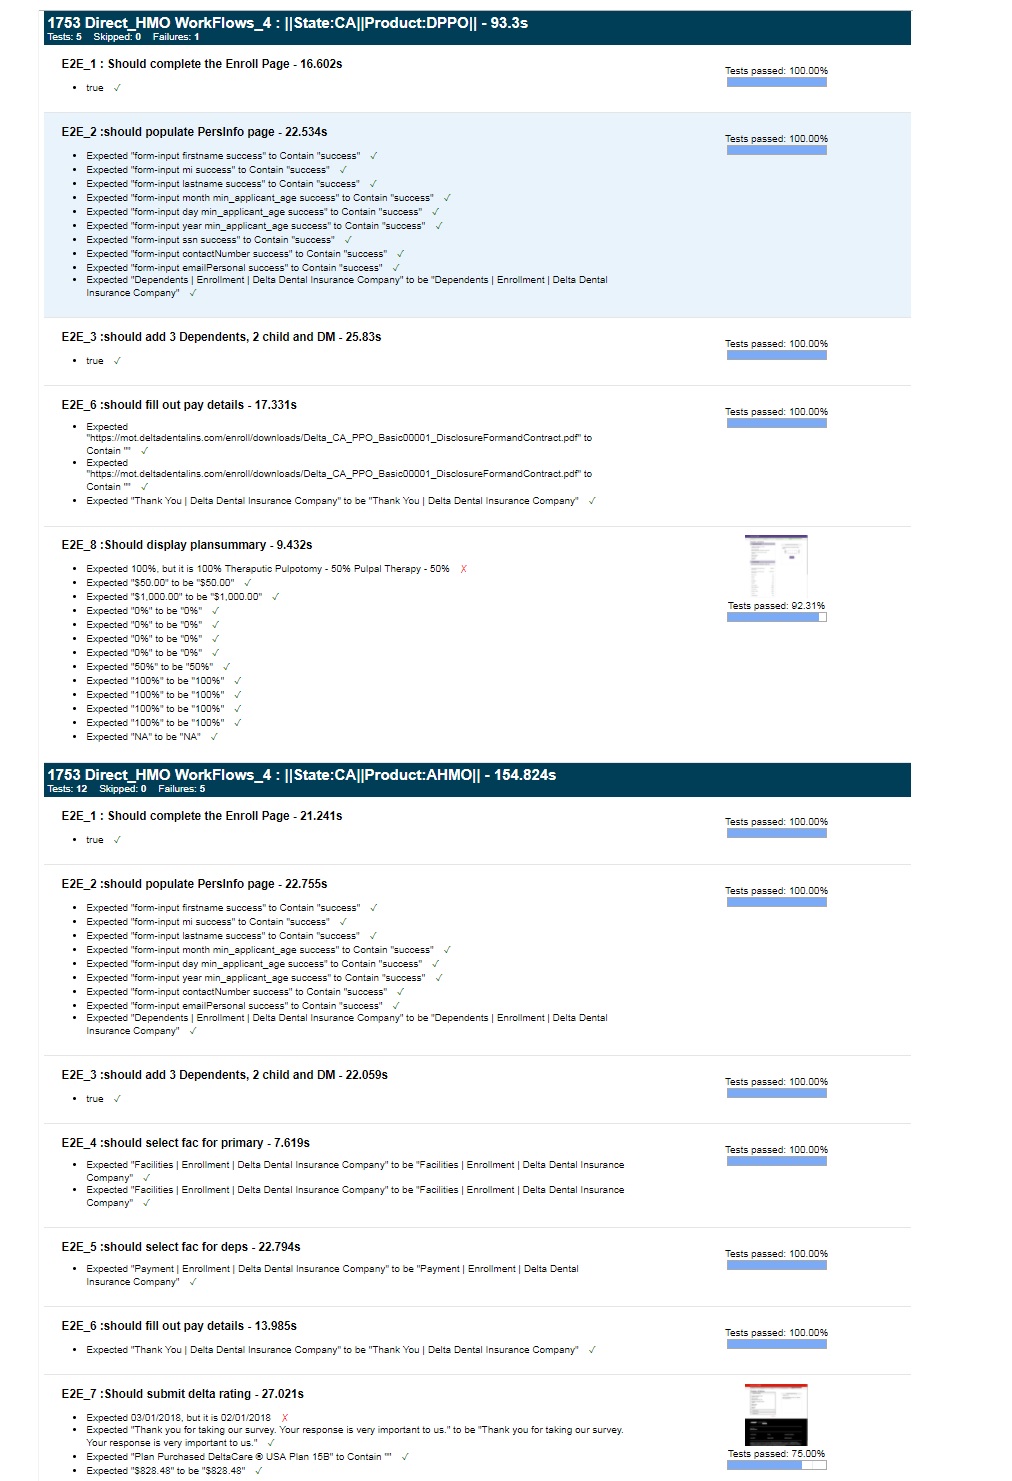 1753 Direct_HMO WorkFlows_4 : ||State:CA||Product:DPPO|| - 93.3s
Tests: 5 Skipped: 0 Failures: 1
E2E_1 : Should complete the Enroll Page - 16.602s
Tests passed: 100.00%
• true ✓
E2E_2 :should populate PersInfo page - 22.534s
Tests passed: 100.00%
• Expected "form-input firstname success" to Contain "success" ✓
• Expected "form-input mi success" to Contain "success" ✓
• Expected "form-input lastname success" to Contain "success" ✓
• Expected "form-input month min_applicant_age success" to Contain "success" ✓
• Expected "form-input day min_applicant_age success" to Contain "success" ✓
• Expected "form-input year min_applicant_age success" to Contain "success" ✓
• Expected "form-input ssn success" to Contain "success" ✓
• Expected "form-input contactNumber success" to Contain "success" ✓
• Expected "form-input emailPersonal success" to Contain "success" ✓
• Expected "Dependents | Enrollment | Delta Dental Insurance Company" to be "Dependents | Enrollment | Delta Dental
Insurance Company" ✓
E2E_3 :should add 3 Dependents, 2 child and DM - 25.83s
Tests passed: 100.00%
• true ✓
E2E_6 :should fill out pay details - 17.331s
Tests passed: 100.00%
• Expected
"https://mot.deltadentalins.com/enroll/downloads/Delta_CA_PPO_Basic00001_DisclosureFormandContract.pdf" to
Contain "" ✓
• Expected
"https://mot.deltadentalins.com/enroll/downloads/Delta_CA_PPO_Basic00001_DisclosureFormandContract.pdf" to
Contain "" ✓
• Expected "Thank You | Delta Dental Insurance Company" to be "Thank You | Delta Dental Insurance Company" ✓
E2E_8 :Should display plansummary - 9.432s
Tests passed: 92.31%
• Expected 100%, but it is 100% Theraputic Pulpotomy - 50% Pulpal Therapy - 50% ✗
• Expected "$50.00" to be "$50.00" ✓
• Expected "$1,000.00" to be "$1,000.00" ✓
• Expected "0%" to be "0%" ✓
• Expected "0%" to be "0%" ✓
• Expected "0%" to be "0%" ✓
• Expected "0%" to be "0%" ✓
• Expected "50%" to be "50%" ✓
• Expected "100%" to be "100%" ✓
• Expected "100%" to be "100%" ✓
• Expected "100%" to be "100%" ✓
• Expected "100%" to be "100%" ✓
• Expected "NA" to be "NA" ✓
1753 Direct_HMO WorkFlows_4 : ||State:CA||Product:AHMO|| - 154.824s
Tests: 12 Skipped: 0 Failures: 5
E2E_1 : Should complete the Enroll Page - 21.241s
Tests passed: 100.00%
• true ✓
E2E_2 :should populate PersInfo page - 22.755s
Tests passed: 100.00%
• Expected "form-input firstname success" to Contain "success" ✓
• Expected "form-input mi success" to Contain "success" ✓
• Expected "form-input lastname success" to Contain "success" ✓
• Expected "form-input month min_applicant_age success" to Contain "success" ✓
• Expected "form-input day min_applicant_age success" to Contain "success" ✓
• Expected "form-input year min_applicant_age success" to Contain "success" ✓
• Expected "form-input contactNumber success" to Contain "success" ✓
• Expected "form-input emailPersonal success" to Contain "success" ✓
• Expected "Dependents | Enrollment | Delta Dental Insurance Company" to be "Dependents | Enrollment | Delta Dental
Insurance Company" ✓
E2E_3 :should add 3 Dependents, 2 child and DM - 22.059s
Tests passed: 100.00%
• true ✓
E2E_4 :should select fac for primary - 7.619s
Tests passed: 100.00%
• Expected "Facilities | Enrollment | Delta Dental Insurance Company" to be "Facilities | Enrollment | Delta Dental Insurance
Company" ✓
• Expected "Facilities | Enrollment | Delta Dental Insurance Company" to be "Facilities | Enrollment | Delta Dental Insurance
Company" ✓
E2E_5 :should select fac for deps - 22.794s
Tests passed: 100.00%
• Expected "Payment | Enrollment | Delta Dental Insurance Company" to be "Payment | Enrollment | Delta Dental
Insurance Company" ✓
E2E_6 :should fill out pay details - 13.985s
Tests passed: 100.00%
• Expected "Thank You | Delta Dental Insurance Company" to be "Thank You | Delta Dental Insurance Company" ✓
E2E_7 :Should submit delta rating - 27.021s
Tests passed: 75.00%
• Expected 03/01/2018, but it is 02/01/2018 ✗
• Expected "Thank you for taking our survey. Your response is very important to us." to be "Thank you for taking our survey.
Your response is very important to us." ✓
• Expected "Plan Purchased DeltaCare ® USA Plan 15B" to Contain "" ✓
• Expected "$828.48" to be "$828.48" ✓